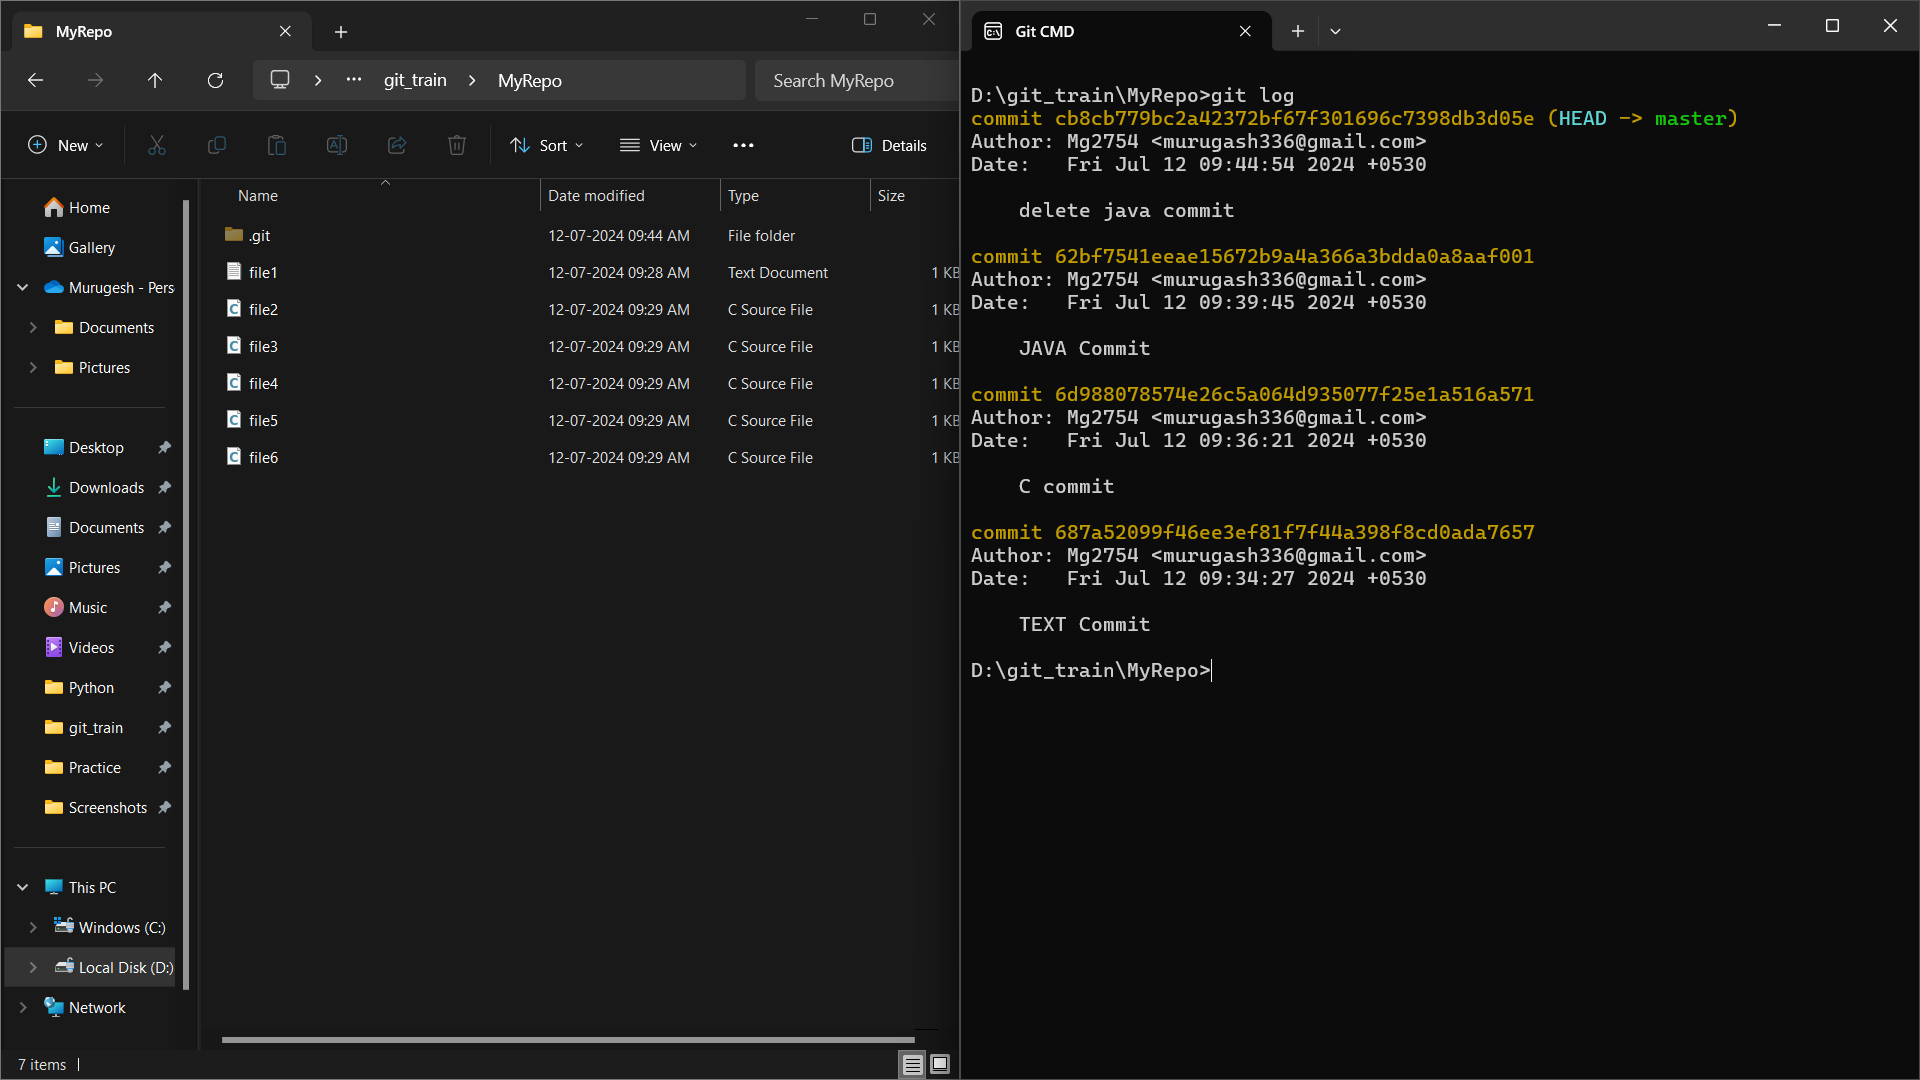 MyRepo
git_train
MyRepo
Search MyRepo
New
Sort
View
Details
Home
Gallery
Murugesh - Pers
Documents
Pictures
Desktop
Downloads
Documents
Pictures
Music
Videos
Python
git_train
Practice
Screenshots
This PC
Windows (C:)
Local Disk (D:)
Network
Name Date modified Type Size
.git 12-07-2024 09:44 AM File folder
file1 12-07-2024 09:28 AM Text Document 1 KB
file2 12-07-2024 09:29 AM C Source File 1 KB
file3 12-07-2024 09:29 AM C Source File 1 KB
file4 12-07-2024 09:29 AM C Source File 1 KB
file5 12-07-2024 09:29 AM C Source File 1 KB
file6 12-07-2024 09:29 AM C Source File 1 KB
7 items
Git CMD
D:\git_train\MyRepo>git log
commit cb8cb779bc2a42372bf67f301696c7398db3d05e (HEAD -> master)
Author: Mg2754 <murugash336@gmail.com>
Date:   Fri Jul 12 09:44:54 2024 +0530
delete java commit
commit 62bf7541eeae15672b9a4a366a3bdda0a8aaf001
Author: Mg2754 <murugash336@gmail.com>
Date:   Fri Jul 12 09:39:45 2024 +0530
JAVA Commit
commit 6d988078574e26c5a064d935077f25e1a516a571
Author: Mg2754 <murugash336@gmail.com>
Date:   Fri Jul 12 09:36:21 2024 +0530
C commit
commit 687a52099f46ee3ef81f7f44a398f8cd0ada7657
Author: Mg2754 <murugash336@gmail.com>
Date:   Fri Jul 12 09:34:27 2024 +0530
TEXT Commit
D:\git_train\MyRepo>